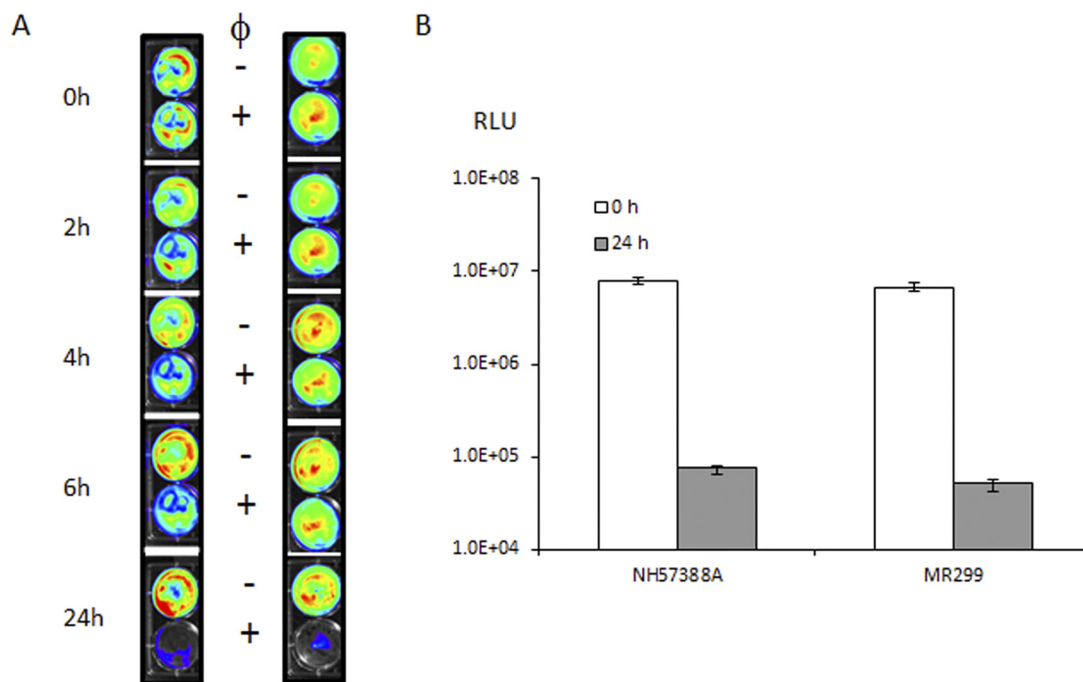 A
ϕ
0h
-
+
2h
-
+
4h
-
+
6h
-
+
24h
-
+
B
RLU
1.0E+08
1.0E+07
1.0E+06
1.0E+05
1.0E+04
0 h
24 h
NH57388A
MR299